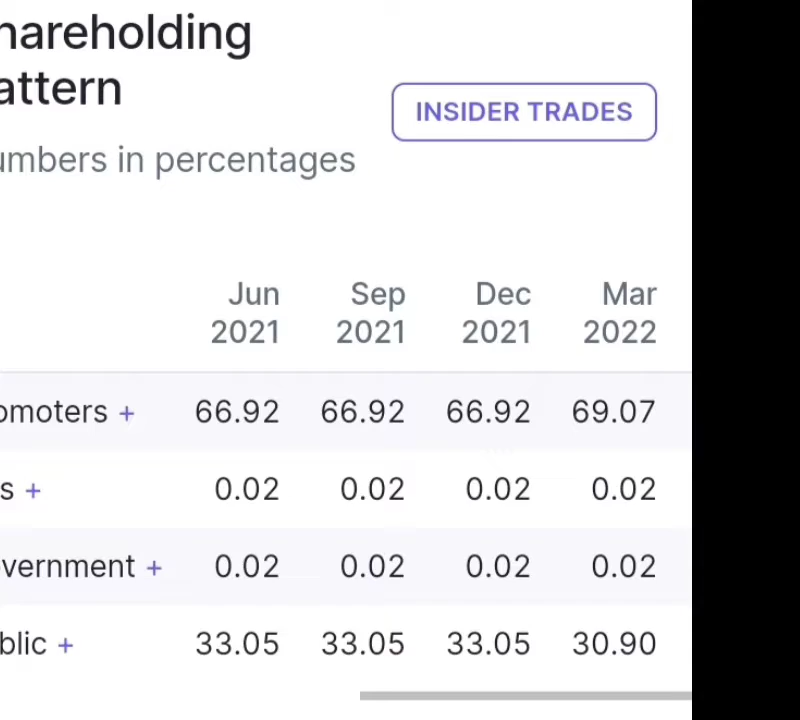 hareholding
attern
INSIDER TRADES
umbers in percentages
Jun Sep Dec Mar
2021 2021 2021 2022
omoters + 66.92 66.92 66.92 69.07
s + 0.02 0.02 0.02 0.02
vernment + 0.02 0.02 0.02 0.02
blic + 33.05 33.05 33.05 30.90